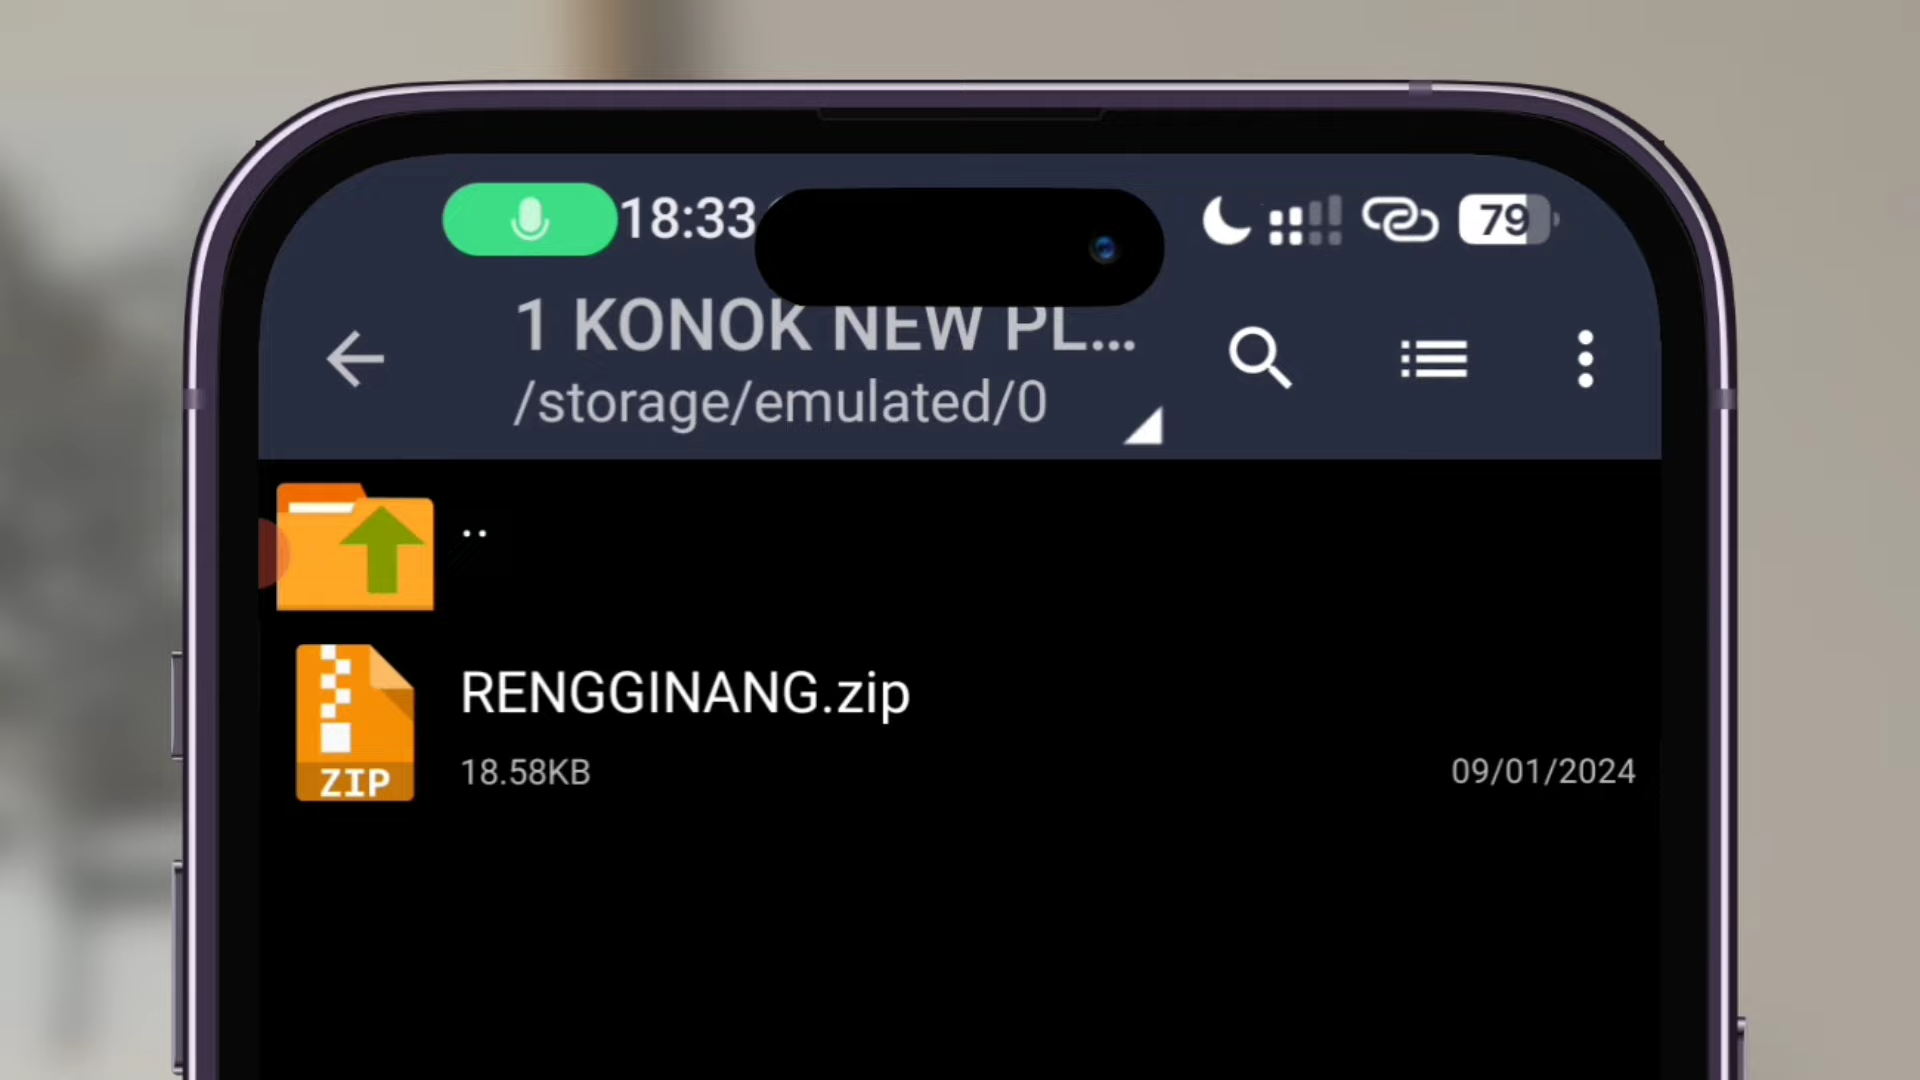 18:33
79
1 KONOK NEW PL...
/storage/emulated/0
..
RENGGINANG.zip
18.58KB
09/01/2024
ZIP